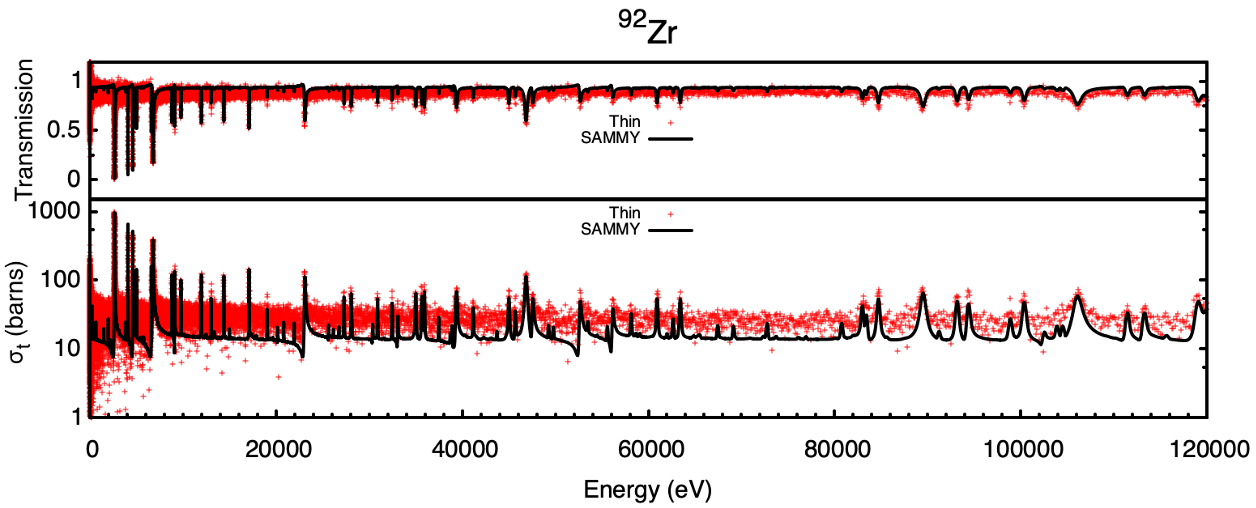 ⁹²Zr
Transmission
1
0.5
0
Thin
SAMMY
σt (barns)
1000
100
10
1
Thin
SAMMY
0 20000 40000 60000 80000 100000 120000
Energy (eV)